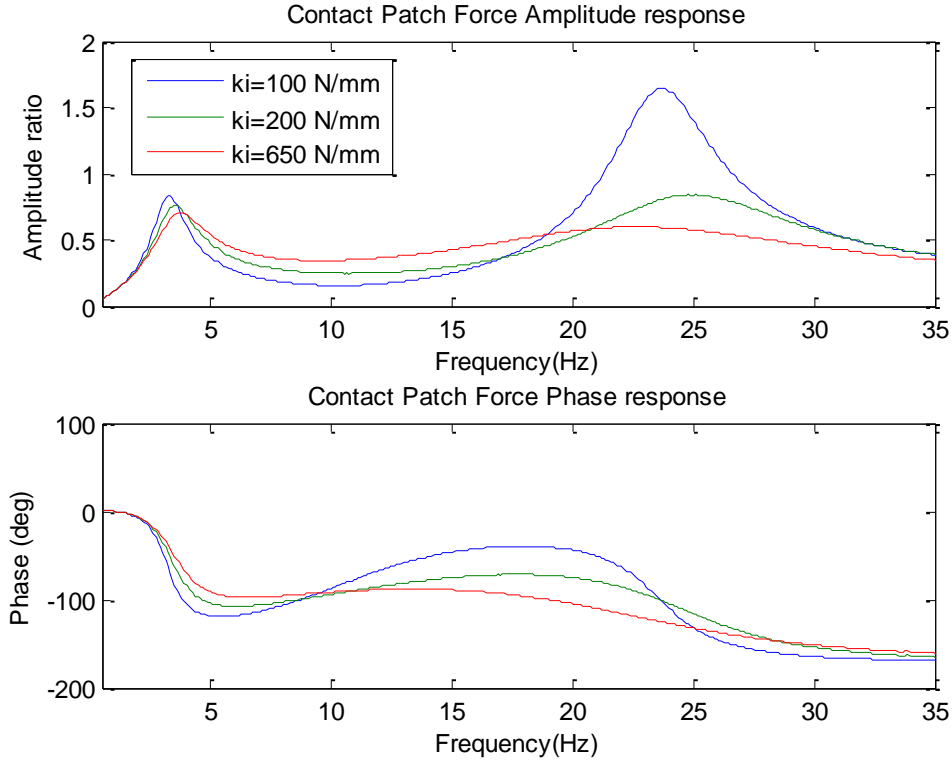 Contact Patch Force Amplitude response
2
1.5
1
0.5
0
Amplitude ratio
ki=100 N/mm
ki=200 N/mm
ki=650 N/mm
5 10 15 20 25 30 35
Frequency(Hz)
Contact Patch Force Phase response
100
0
-100
-200
Phase (deg)
5 10 15 20 25 30 35
Frequency(Hz)